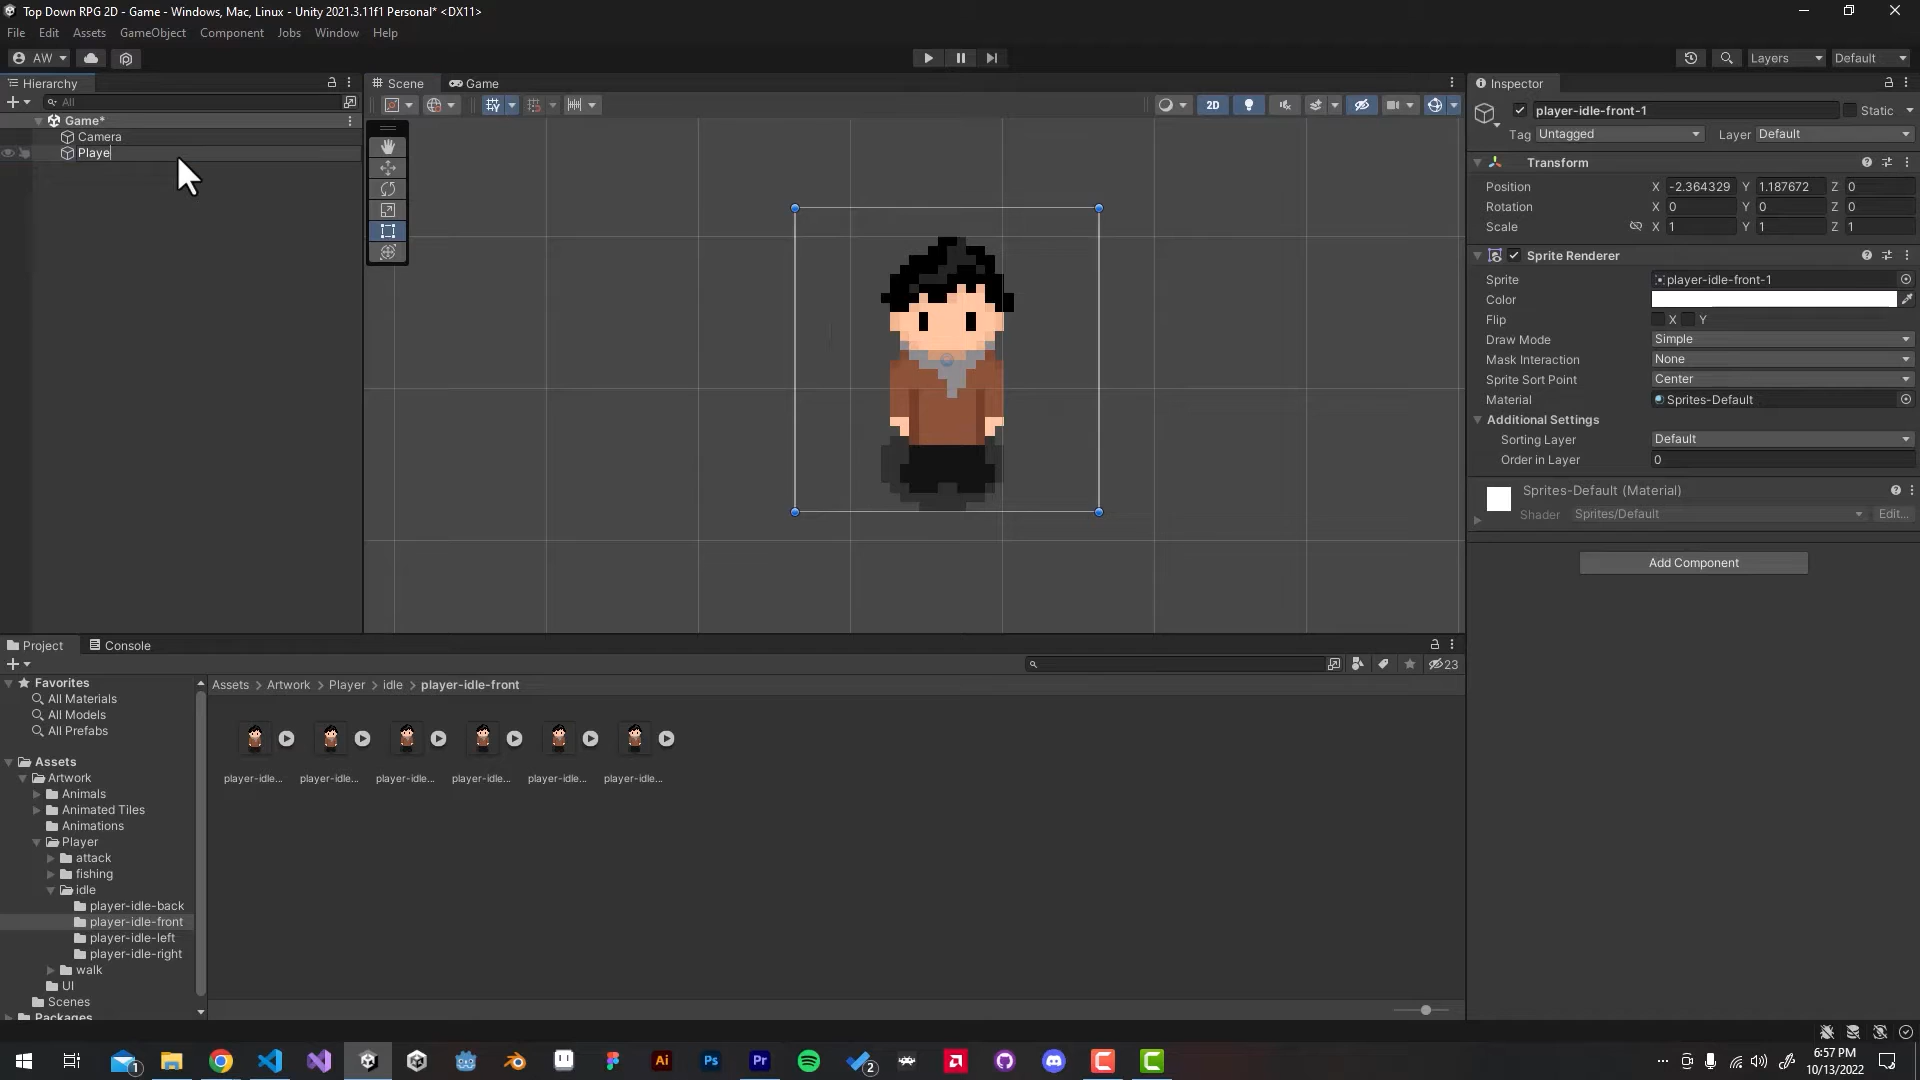 Top Down RPG 2D - Game - Windows, Mac, Linux - Unity 2021.3.11f1 Personal* <DX11>
File Edit Assets GameObject Component Jobs Window Help
AW
Layers
Default
Hierarchy
All
Game*
Camera
Playe
Scene
Game
2D
Inspector
player-idle-front-1
Static
Tag Untagged
Layer Default
Transform
Position X -2.364329 Y 1.187672 Z 0
Rotation X 0 Y 0 Z 0
Scale X 1 Y 1 Z 1
Sprite Renderer
Sprite player-idle-front-1
Color
Flip X Y
Draw Mode Simple
Mask Interaction None
Sprite Sort Point Center
Material Sprites-Default
Additional Settings
Sorting Layer Default
Order in Layer 0
Sprites-Default (Material)
Shader Sprites/Default Edit...
Add Component
Project
Console
23
Favorites
All Materials
All Models
All Prefabs
Assets
Artwork
Animals
Animated Tiles
Animations
Player
attack
fishing
idle
player-idle-back
player-idle-front
player-idle-left
player-idle-right
walk
UI
Scenes
Packages
Assets > Artwork > Player > idle > player-idle-front
player-idle... player-idle... player-idle... player-idle... player-idle... player-idle...
1
Ai
Ps
Pr
2
6:57 PM
10/13/2022